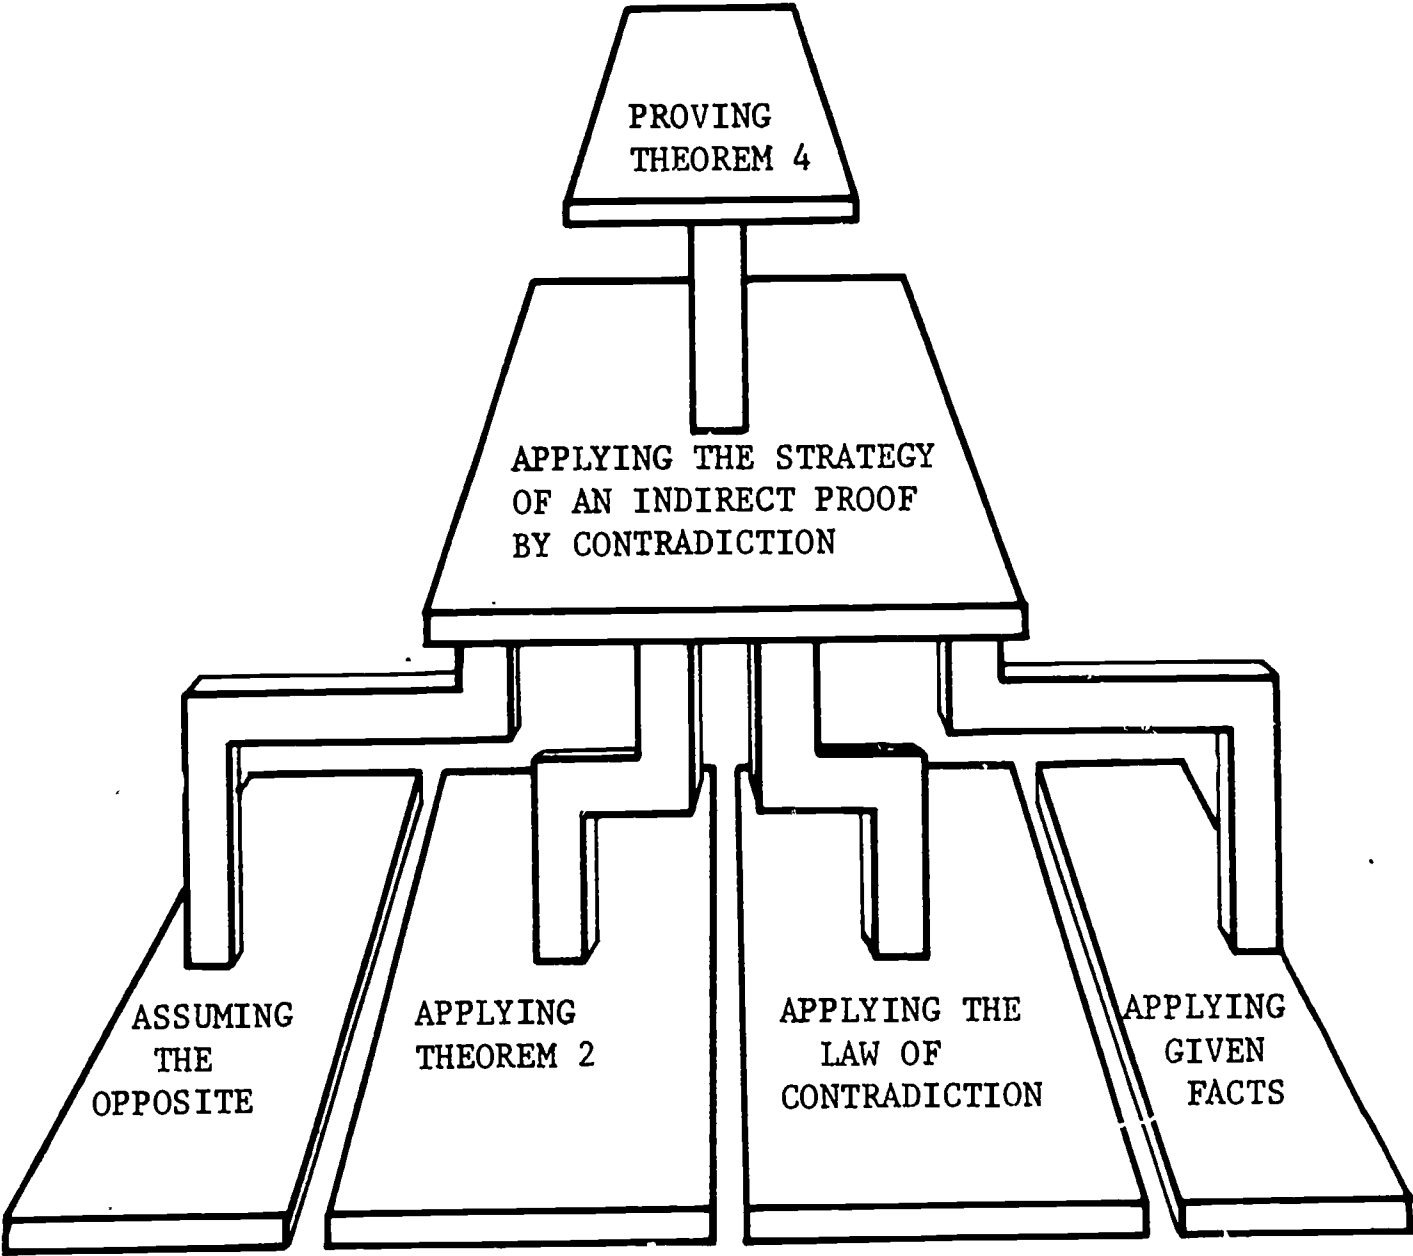 PROVING
THEOREM 4
APPLYING THE STRATEGY
OF AN INDIRECT PROOF
BY CONTRADICTION
ASSUMING
THE
OPPOSITE
APPLYING
THEOREM 2
APPLYING THE
LAW OF
CONTRADICTION
APPLYING
GIVEN
FACTS